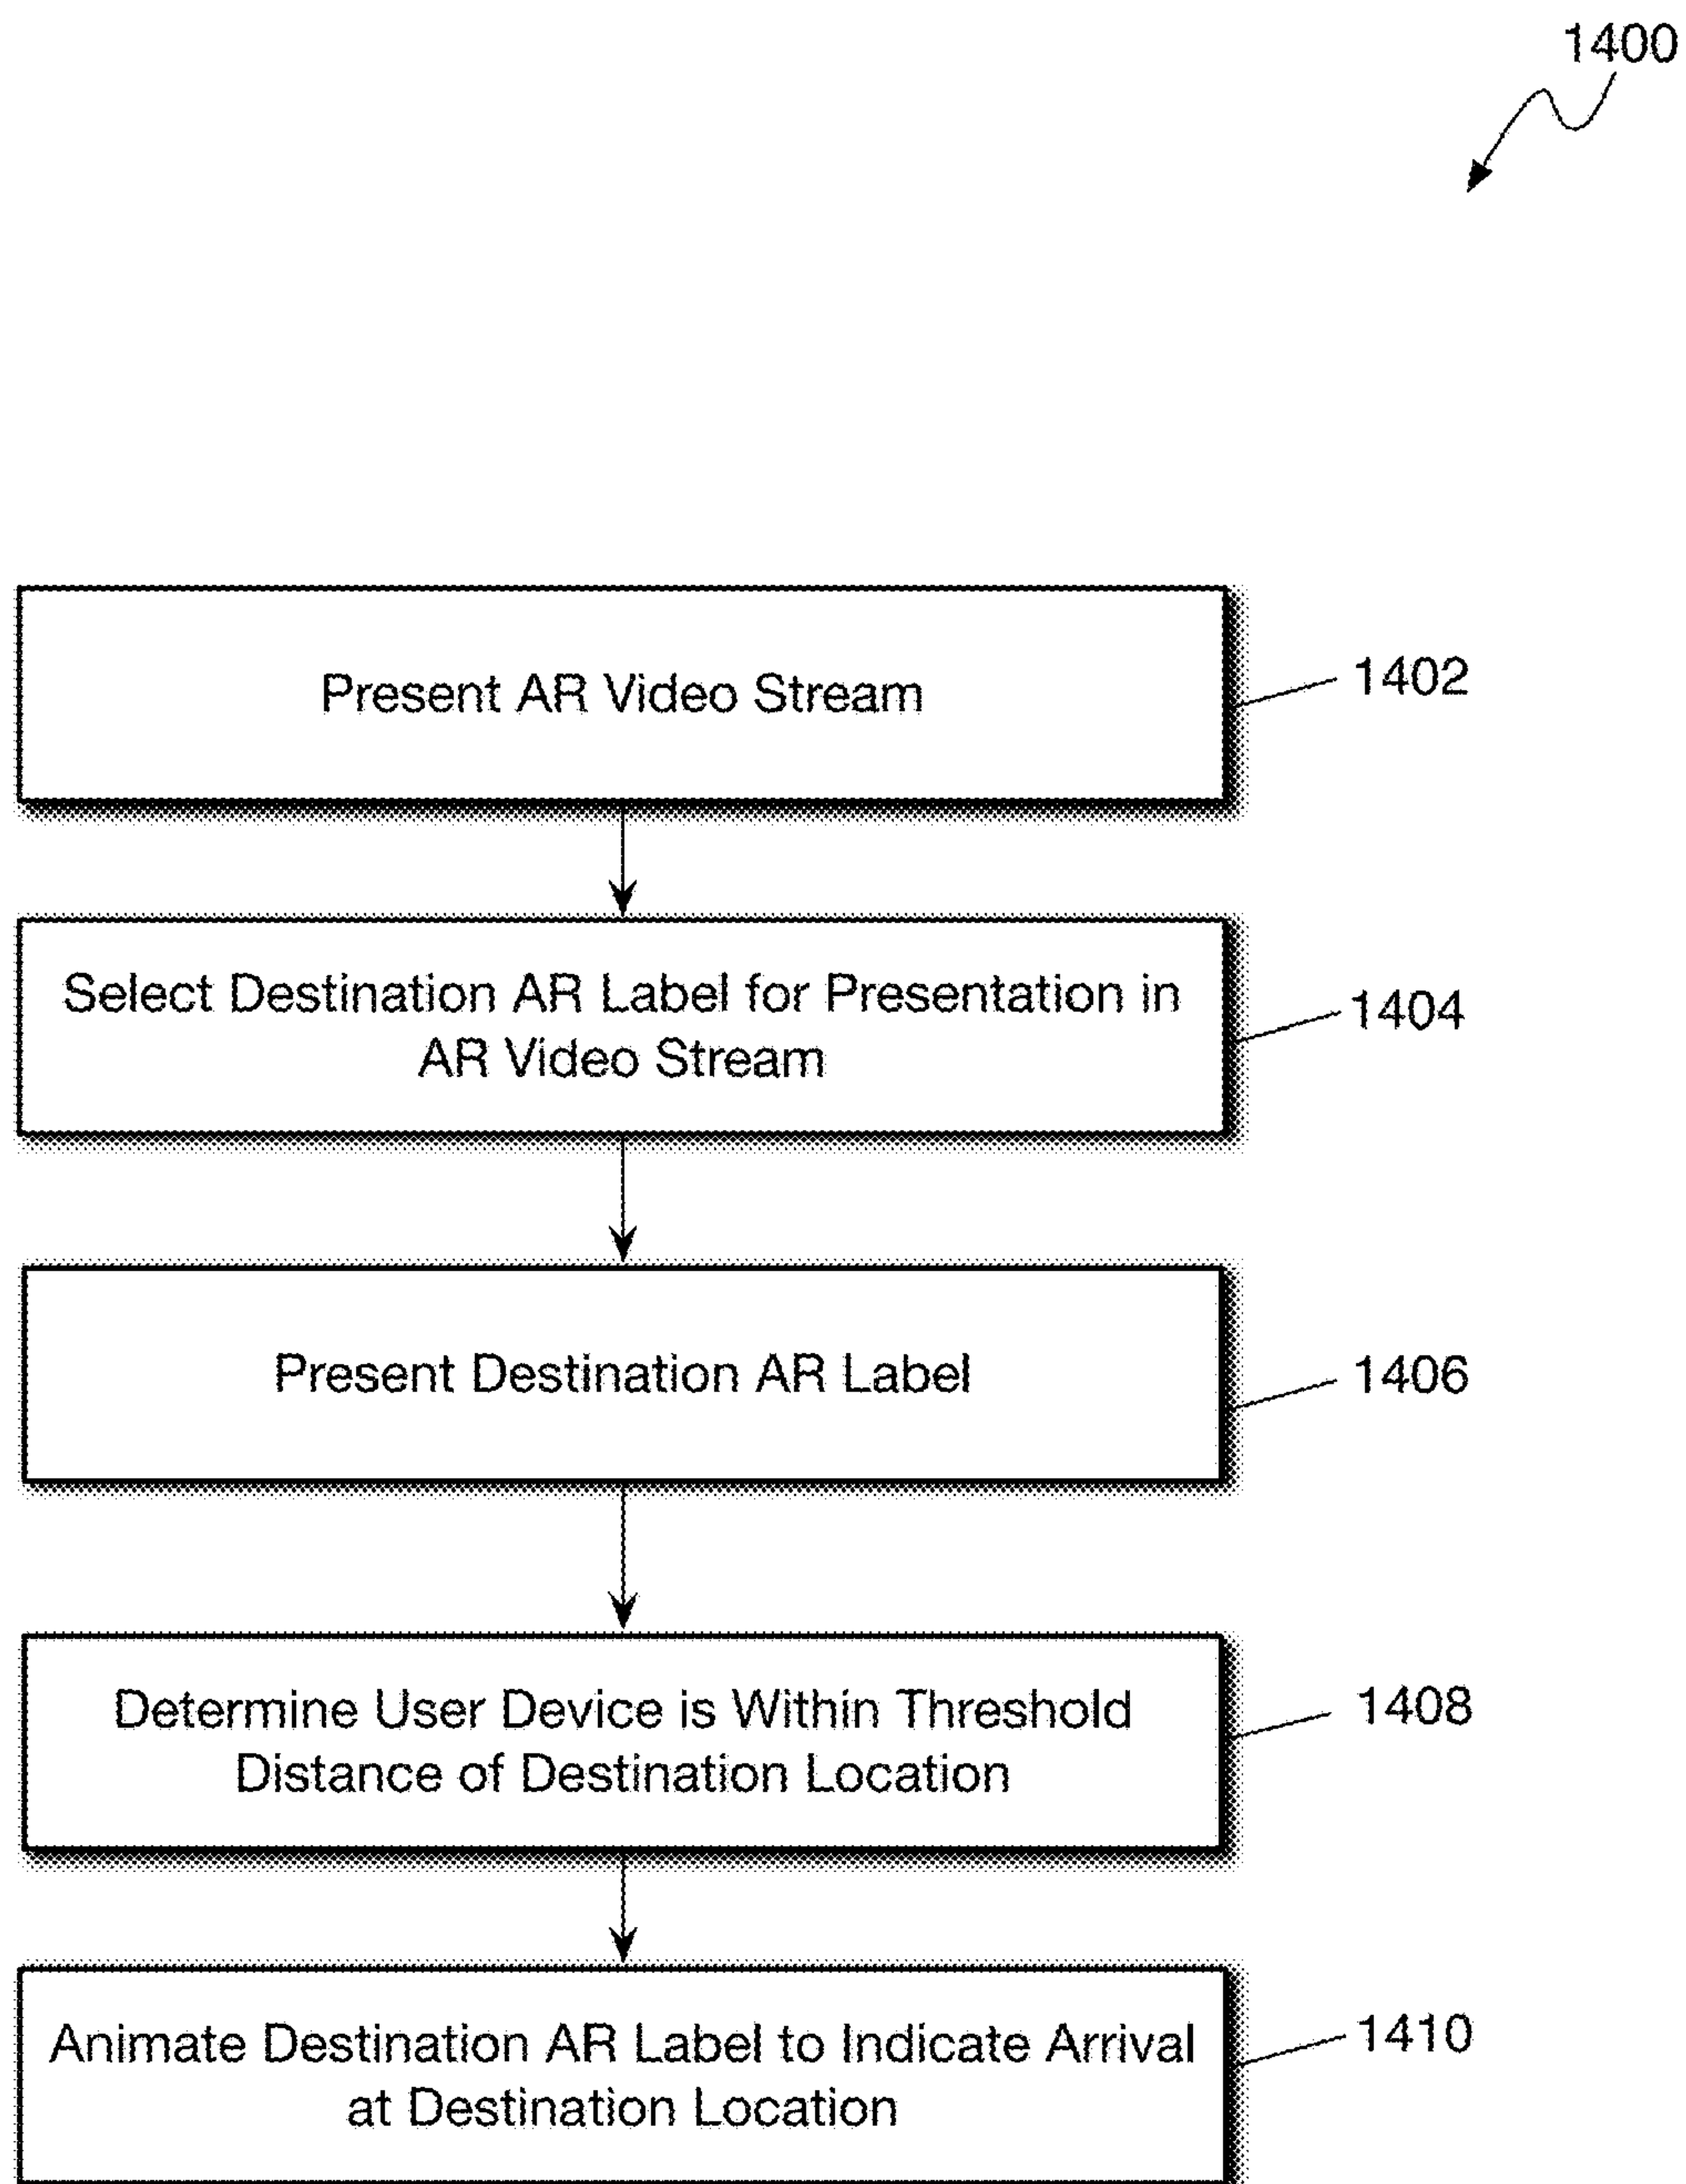 1400
Present AR Video Stream
1402
Select Destination AR Label for Presentation in
AR Video Stream
1404
Present Destination AR Label
1406
Determine User Device is Within Threshold
Distance of Destination Location
1408
Animate Destination AR Label to Indicate Arrival
at Destination Location
1410